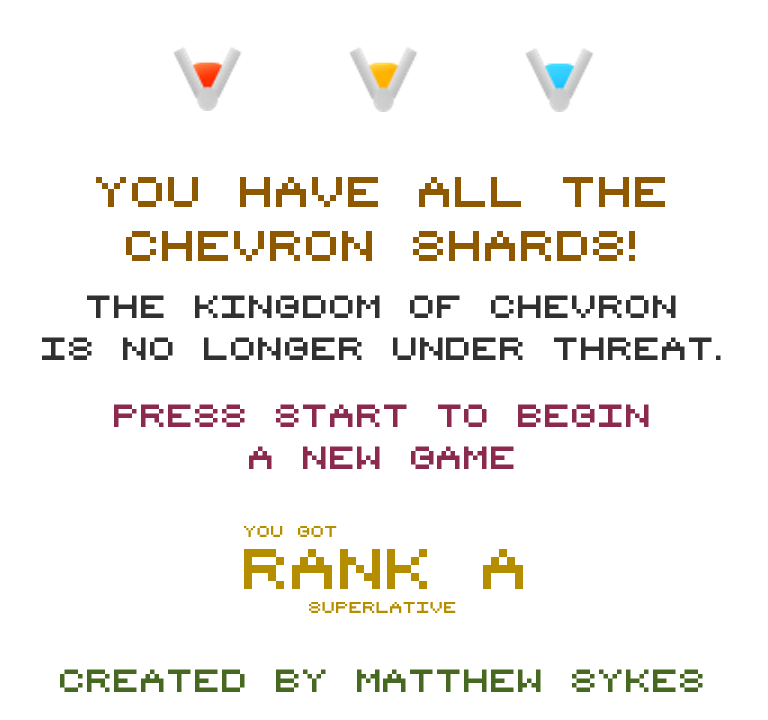 YOU HAVE ALL THE
CHEVRON SHARDS!
THE KINGDOM OF CHEVRON
IS NO LONGER UNDER THREAT.
PRESS START TO BEGIN
A NEW GAME
YOU GOT
RANK A
SUPERLATIVE
CREATED BY MATTHEW SYKES